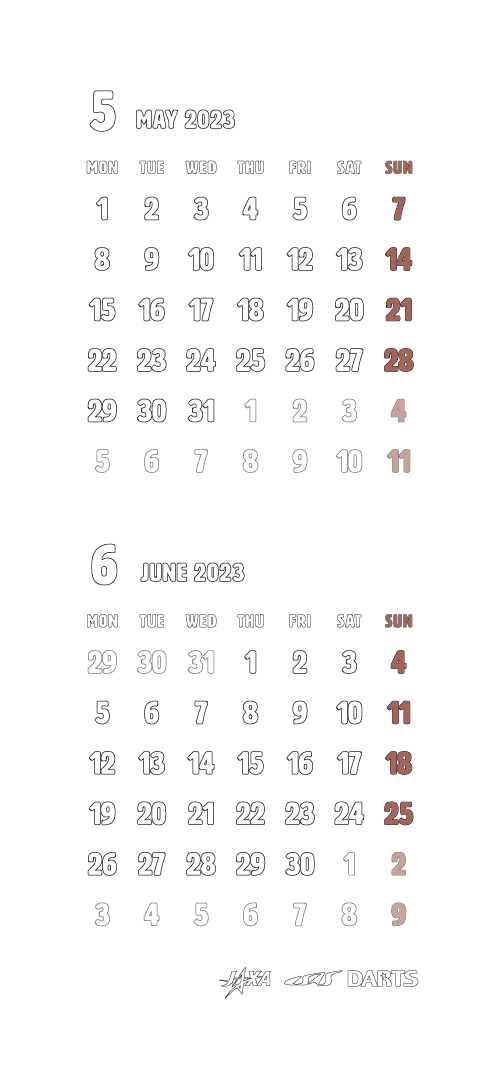 5 MAY 2023
MON TUE WED THU FRI SAT SUN
1 2 3 4 5 6 7
8 9 10 11 12 13 14
15 16 17 18 19 20 21
22 23 24 25 26 27 28
29 30 31 1 2 3 4
5 6 7 8 9 10 11
6 JUNE 2023
MON TUE WED THU FRI SAT SUN
29 30 31 1 2 3 4
5 6 7 8 9 10 11
12 13 14 15 16 17 18
19 20 21 22 23 24 25
26 27 28 29 30 1 2
3 4 5 6 7 8 9
JAXA ISAS DARTS